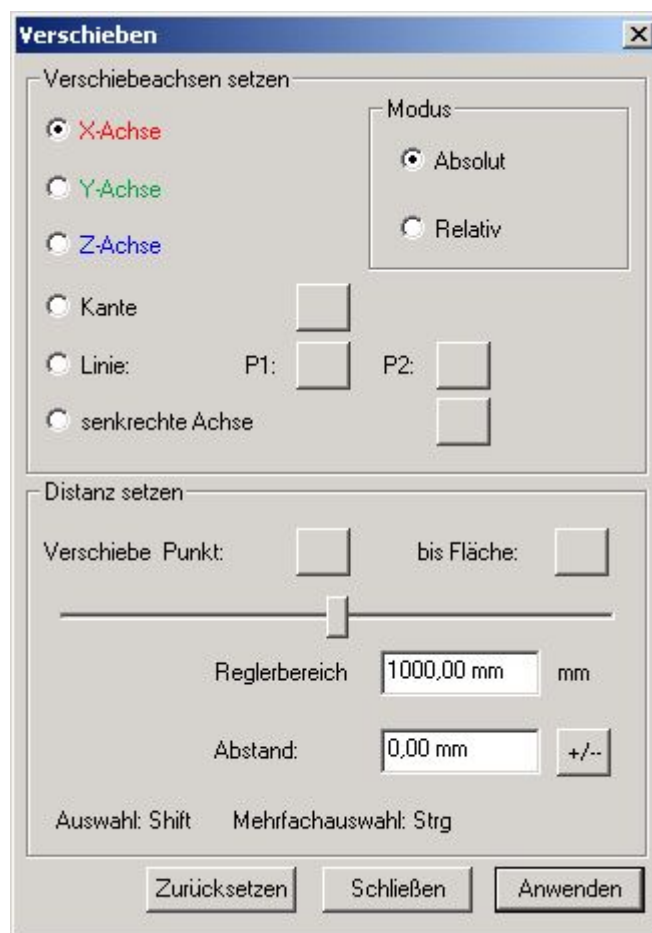 Verschieben
Verschiebeachsen setzen
Modus
X-Achse
Absolut
Y-Achse
Relativ
Z-Achse
Kante
Linie: P1: P2:
senkrechte Achse
Distanz setzen
Verschiebe Punkt: bis Fläche:
Reglerbereich 1000,00 mm mm
Abstand: 0,00 mm +/--
Auswahl: Shift Mehrfachauswahl: Strg
Zurücksetzen Schließen Anwenden